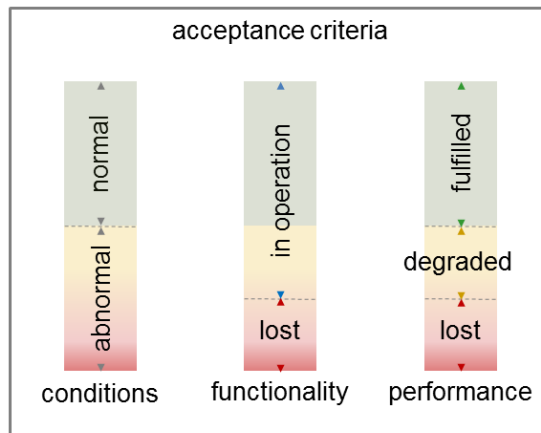 acceptance criteria
normal
abnormal
conditions
in operation
lost
functionality
fulfilled
degraded
lost
performance